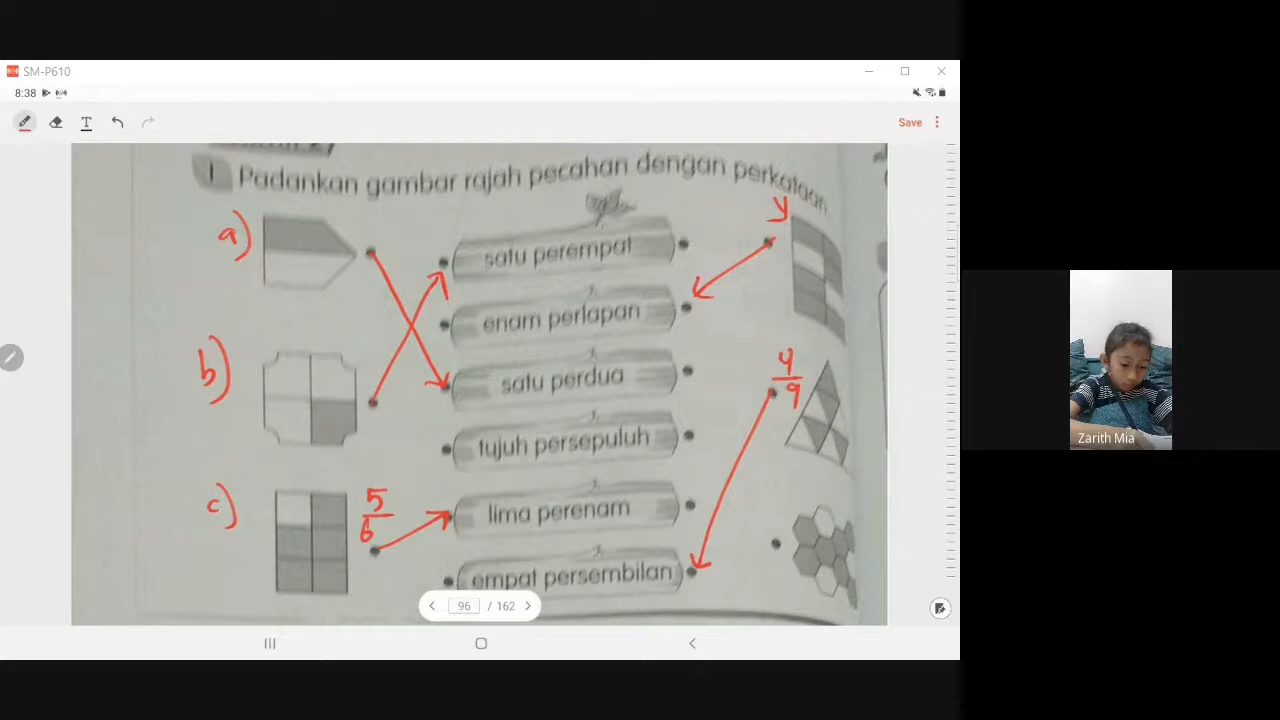 SM-P610
8:38
T
Save
1 Padankan gambar rajah pecahan dengan perkataan
a)
satu perempat
y
enam perlapan
b)
satu perdua
4
9
tujuh persepuluh
c)
5
6
lima perenam
empat persembilan
96 / 162
Zarith Mia